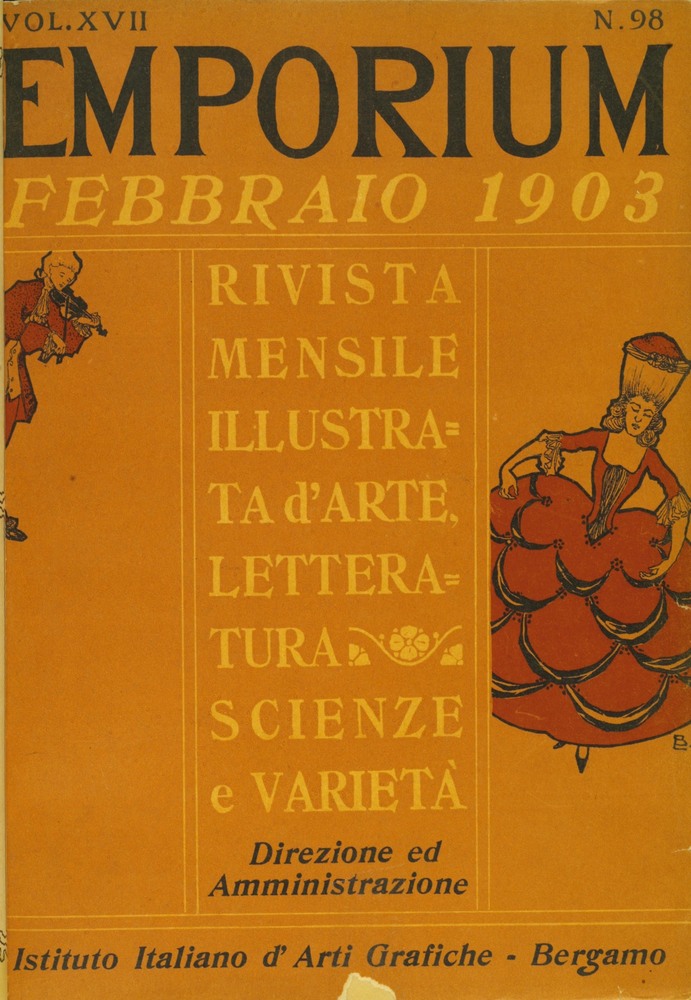 VOL. XVII N. 98
EMPORIUM
FEBBRAIO 1903
RIVISTA
MENSILE
ILLUSTRA=
TA d'ARTE,
LETTERA=
TURA
SCIENZE
e VARIETÀ
Direzione ed
Amministrazione
Istituto Italiano d'Arti Grafiche - Bergamo